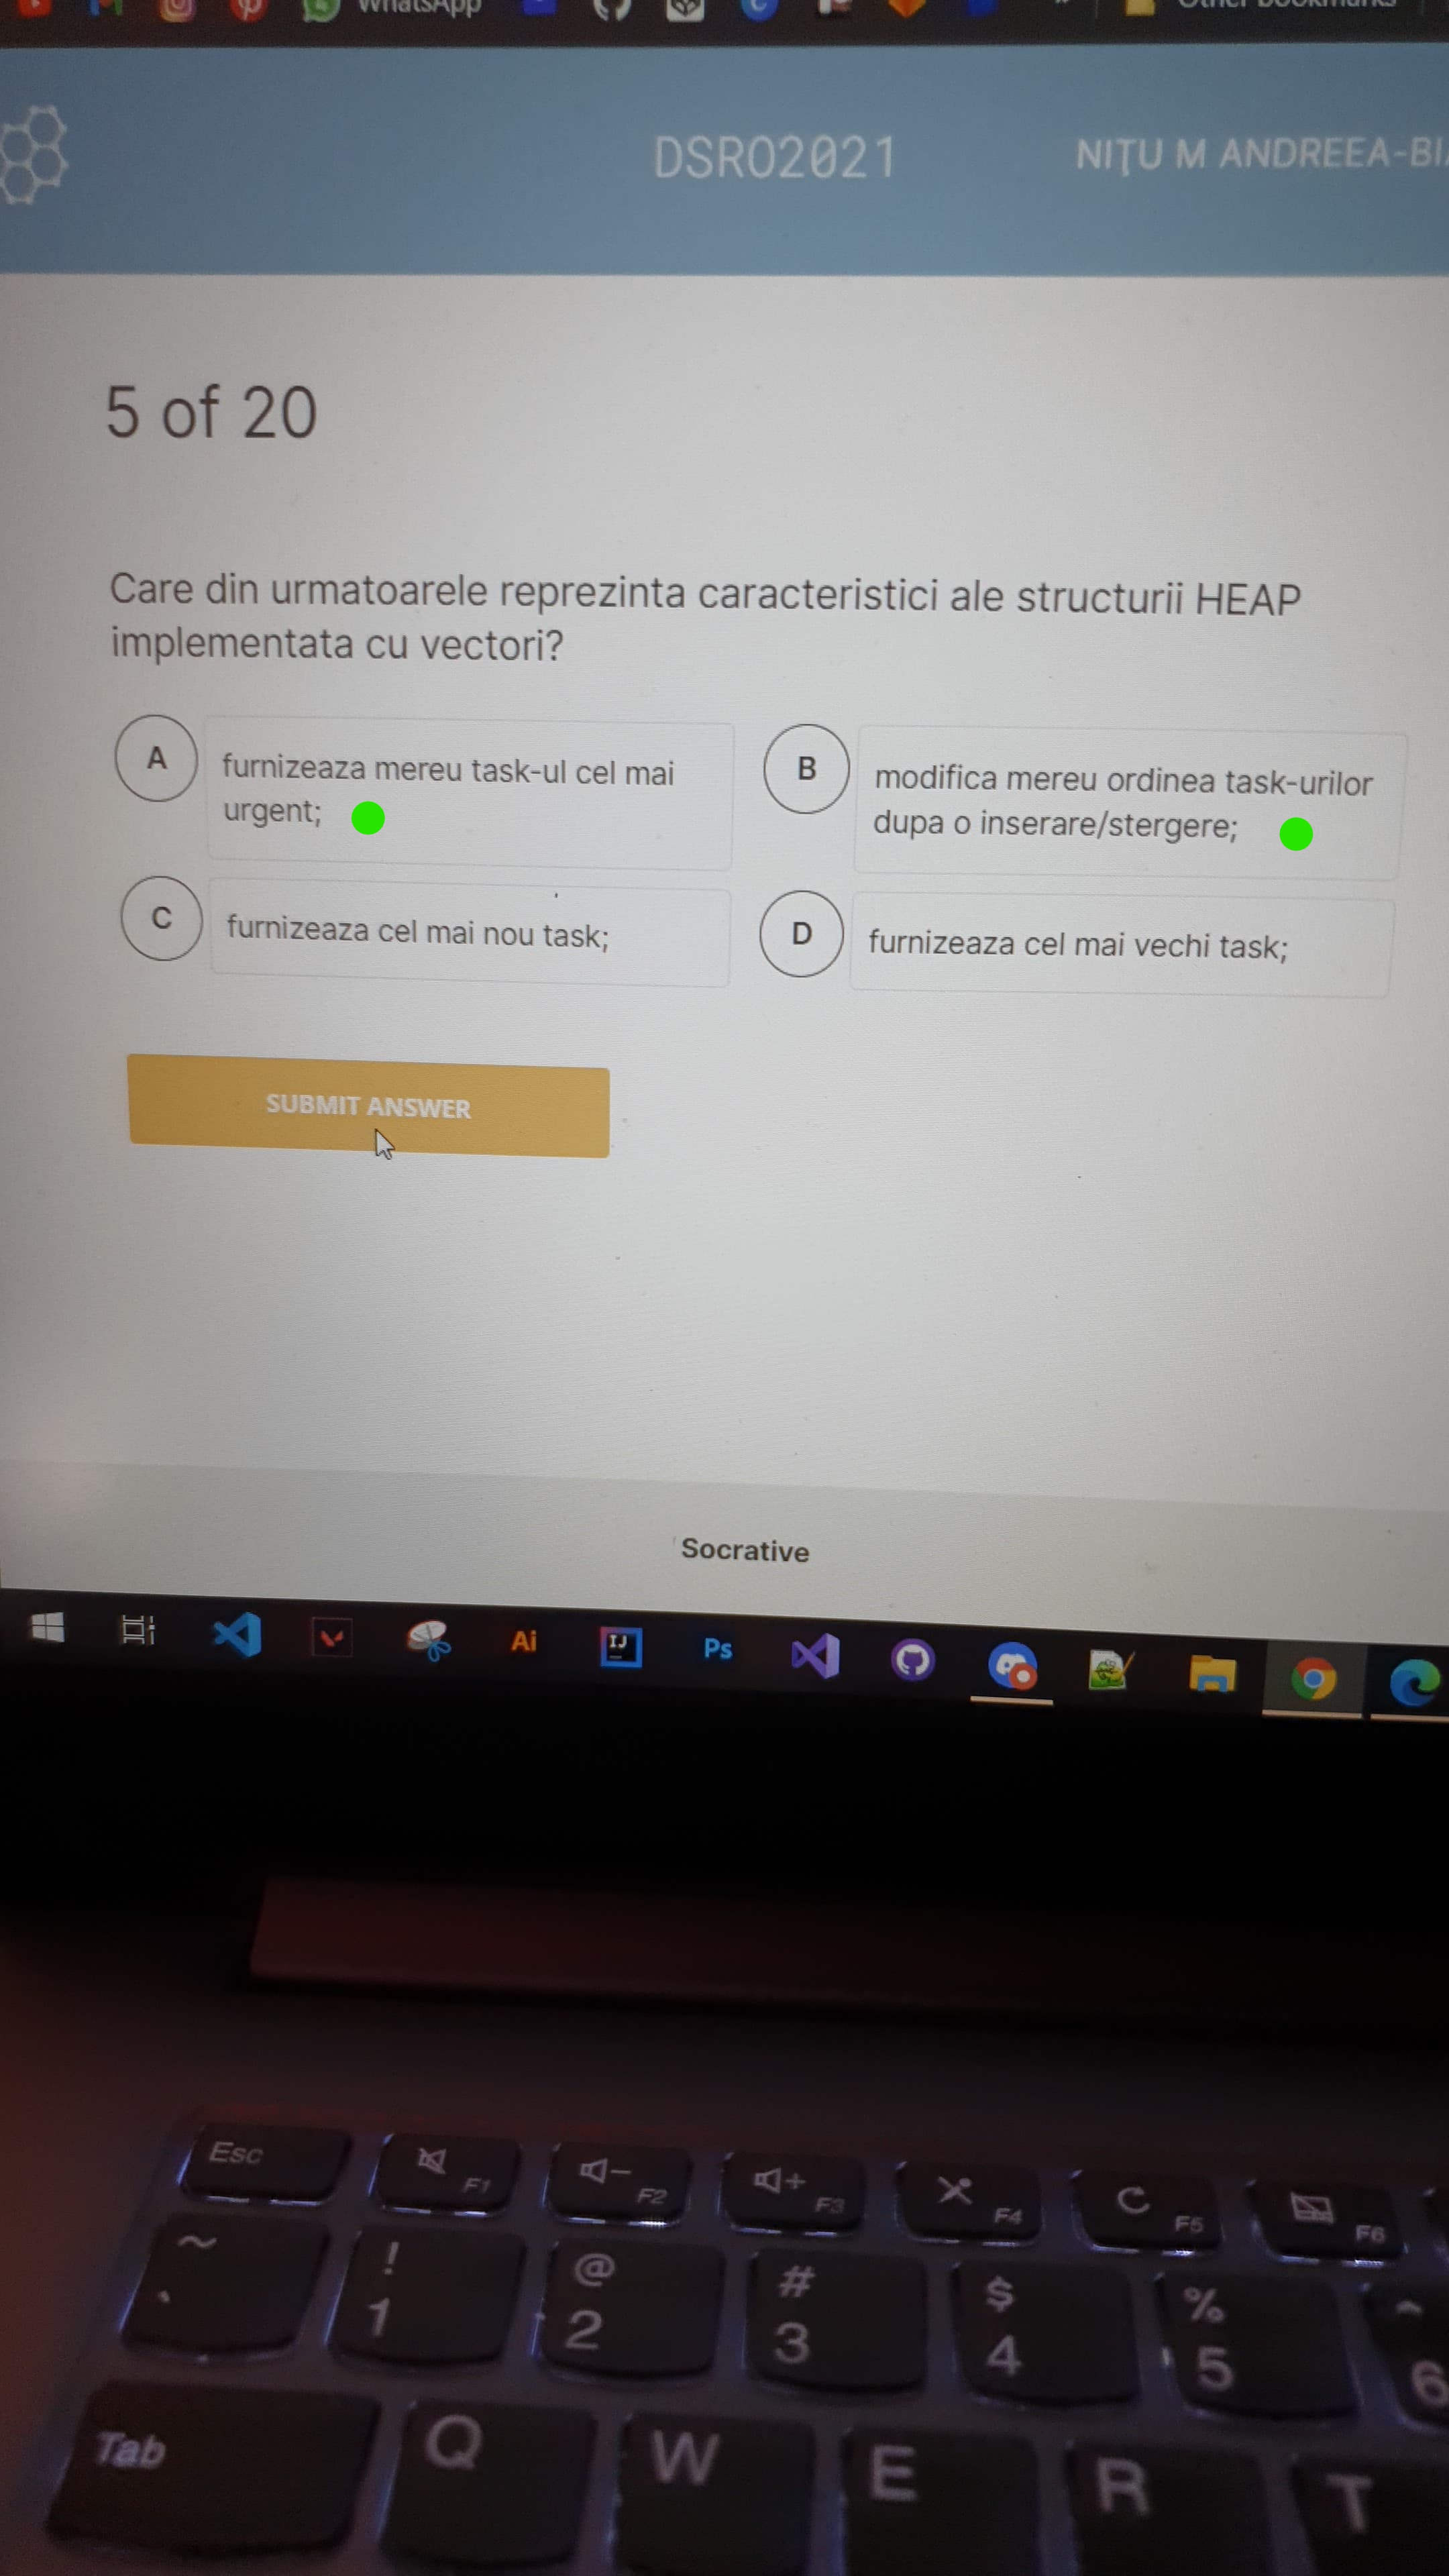 WhatsApp
Other bookmarks
DSRO2021
NIȚU M ANDREEA-BI
5 of 20
Care din urmatoarele reprezinta caracteristici ale structurii HEAP
implementata cu vectori?
A
furnizeaza mereu task-ul cel mai
urgent;
B
modifica mereu ordinea task-urilor
dupa o inserare/stergere;
C
furnizeaza cel mai nou task;
D
furnizeaza cel mai vechi task;
SUBMIT ANSWER
Socrative
Ai
IJ
Ps
Esc
F1
F2
F3
F4
F5
F6
~
`
!
1
@
2
#
3
$
4
%
5
^
6
Tab
Q
W
E
R
T